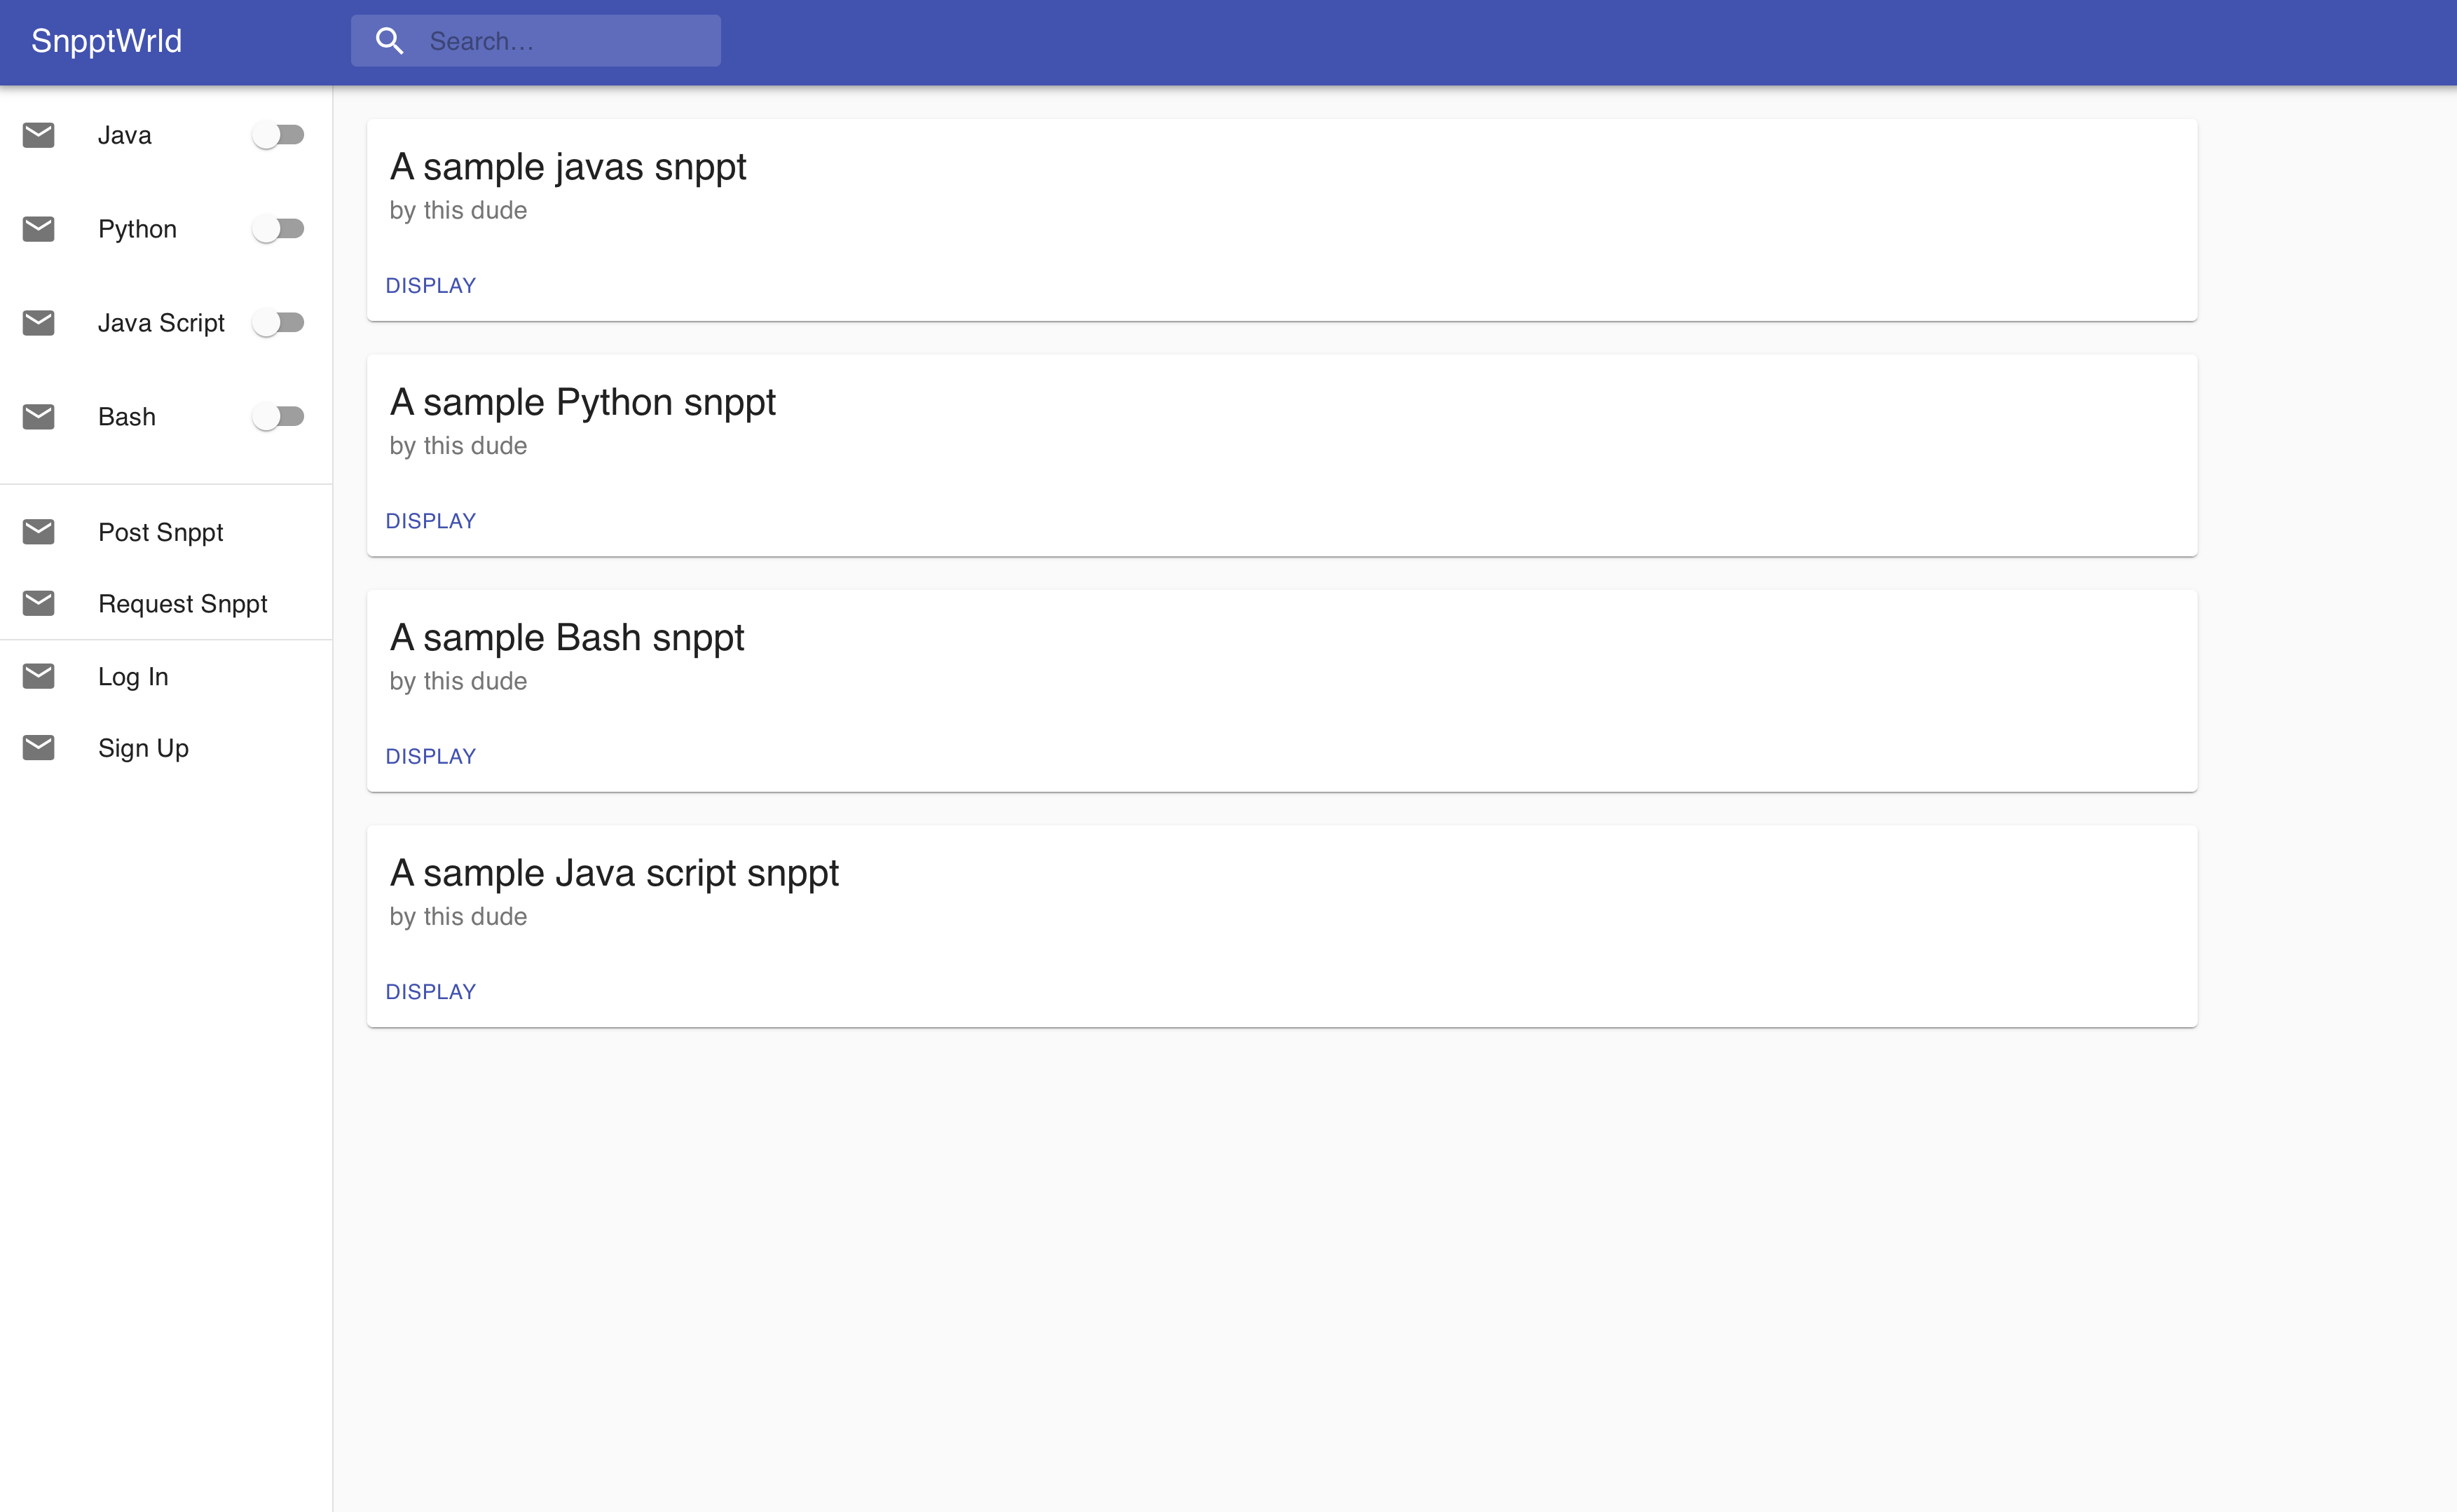 SnpptWrld
Search…
Java
Python
Java Script
Bash
Post Snppt
Request Snppt
Log In
Sign Up
A sample javas snppt
by this dude
DISPLAY
A sample Python snppt
by this dude
DISPLAY
A sample Bash snppt
by this dude
DISPLAY
A sample Java script snppt
by this dude
DISPLAY